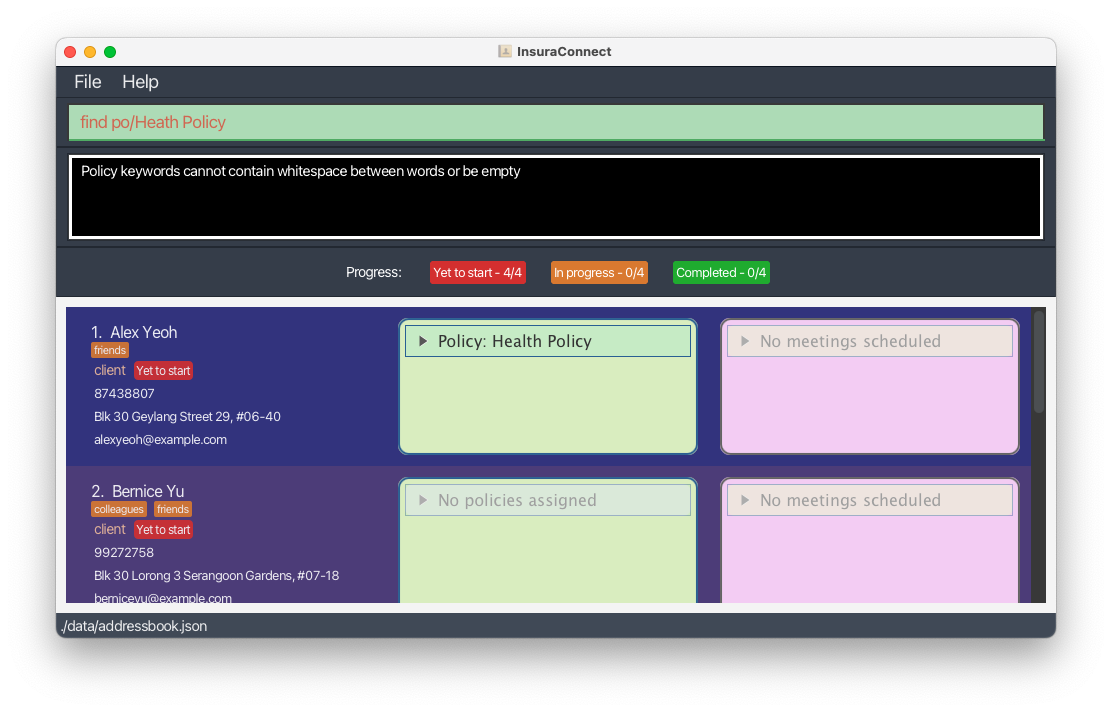 InsuraConnect
File Help
find po/Heath Policy
Policy keywords cannot contain whitespace between words or be empty
Progress: Yet to start - 4/4 In progress - 0/4 Completed - 0/4
1. Alex Yeoh
friends
client Yet to start
87438807
Blk 30 Geylang Street 29, #06-40
alexyeoh@example.com
Policy: Health Policy
No meetings scheduled
2. Bernice Yu
colleagues friends
client Yet to start
99272758
Blk 30 Lorong 3 Serangoon Gardens, #07-18
berniceyu@example.com
No policies assigned
No meetings scheduled
./data/addressbook.json